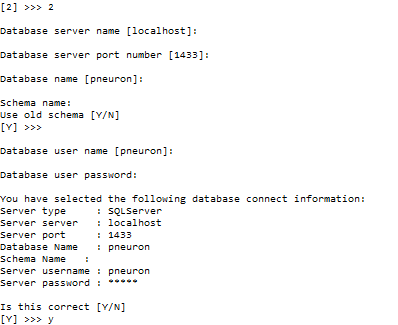 [2] >>> 2
Database server name [localhost]:
Database server port number [1433]:
Database name [pneuron]:
Schema name:
Use old schema [Y/N]
[Y] >>>
Database user name [pneuron]:
Database user password:
You have selected the following database connect information:
Server type     : SQLServer
Server server   : localhost
Server port     : 1433
Database Name   : pneuron
Schema Name   :
Server username : pneuron
Server password : *****
Is this correct [Y/N]
[Y] >>> y